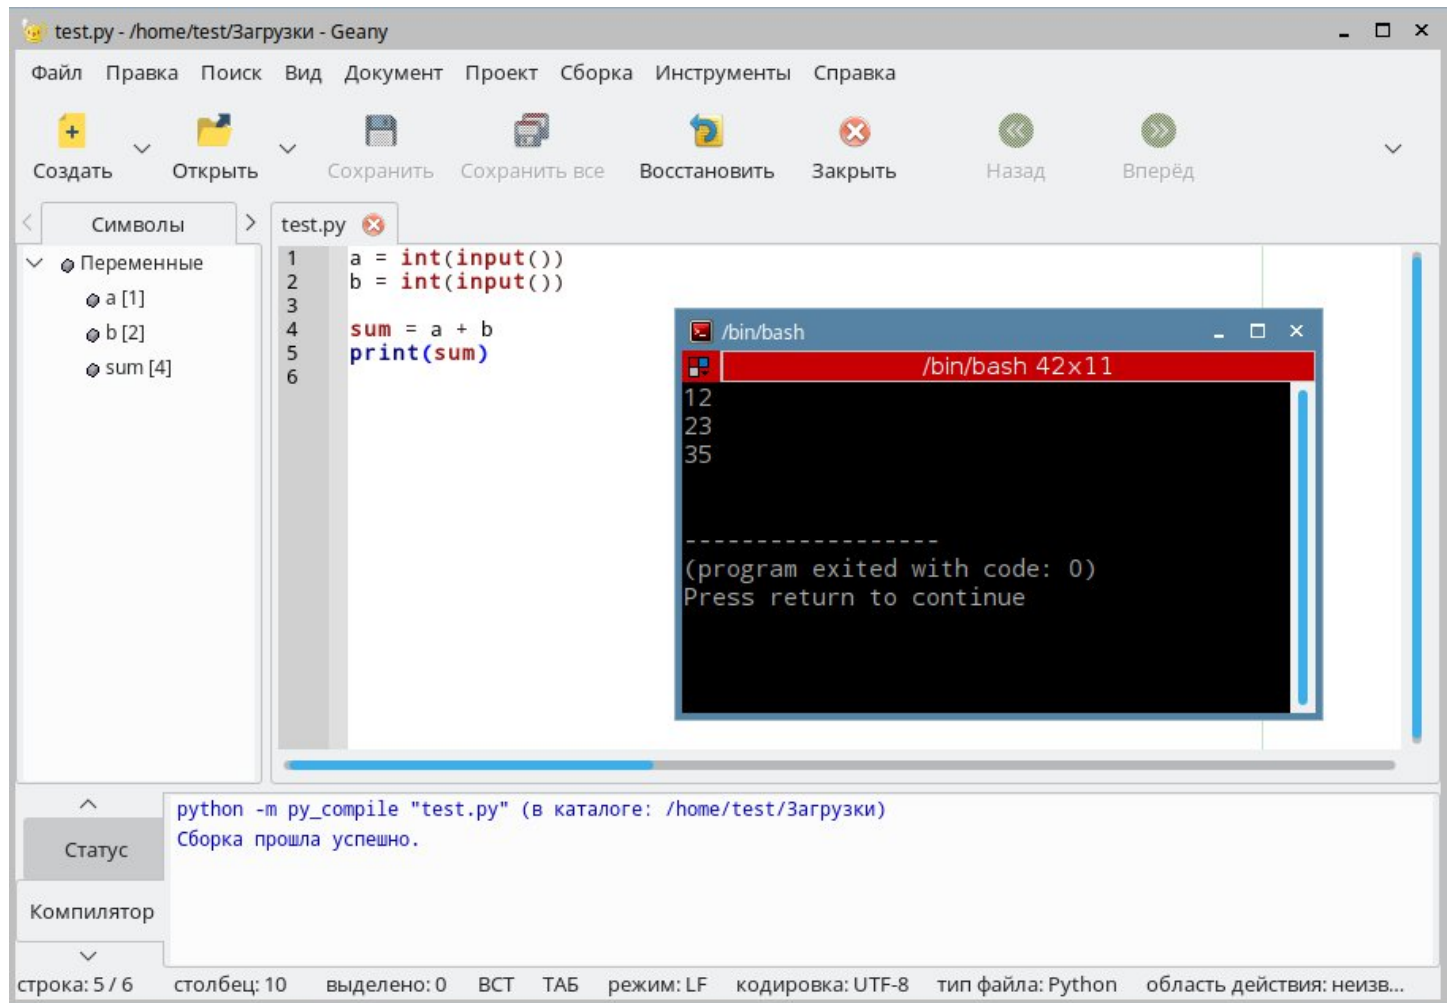 test.py - /home/test/Загрузки - Geany
Файл Правка Поиск Вид Документ Проект Сборка Инструменты Справка
Создать Открыть Сохранить Сохранить все Восстановить Закрыть Назад Вперёд
Символы
test.py
Переменные
a [1]
b [2]
sum [4]
1 a = int(input())
2 b = int(input())
3
4 sum = a + b
5 print(sum)
6
/bin/bash
/bin/bash 42x11
12
23
35
------------------
(program exited with code: 0)
Press return to continue
Статус
Компилятор
python -m py_compile "test.py" (в каталоге: /home/test/Загрузки)
Сборка прошла успешно.
строка: 5 / 6 столбец: 10 выделено: 0 ВСТ ТАБ режим: LF кодировка: UTF-8 тип файла: Python область действия: неизв...